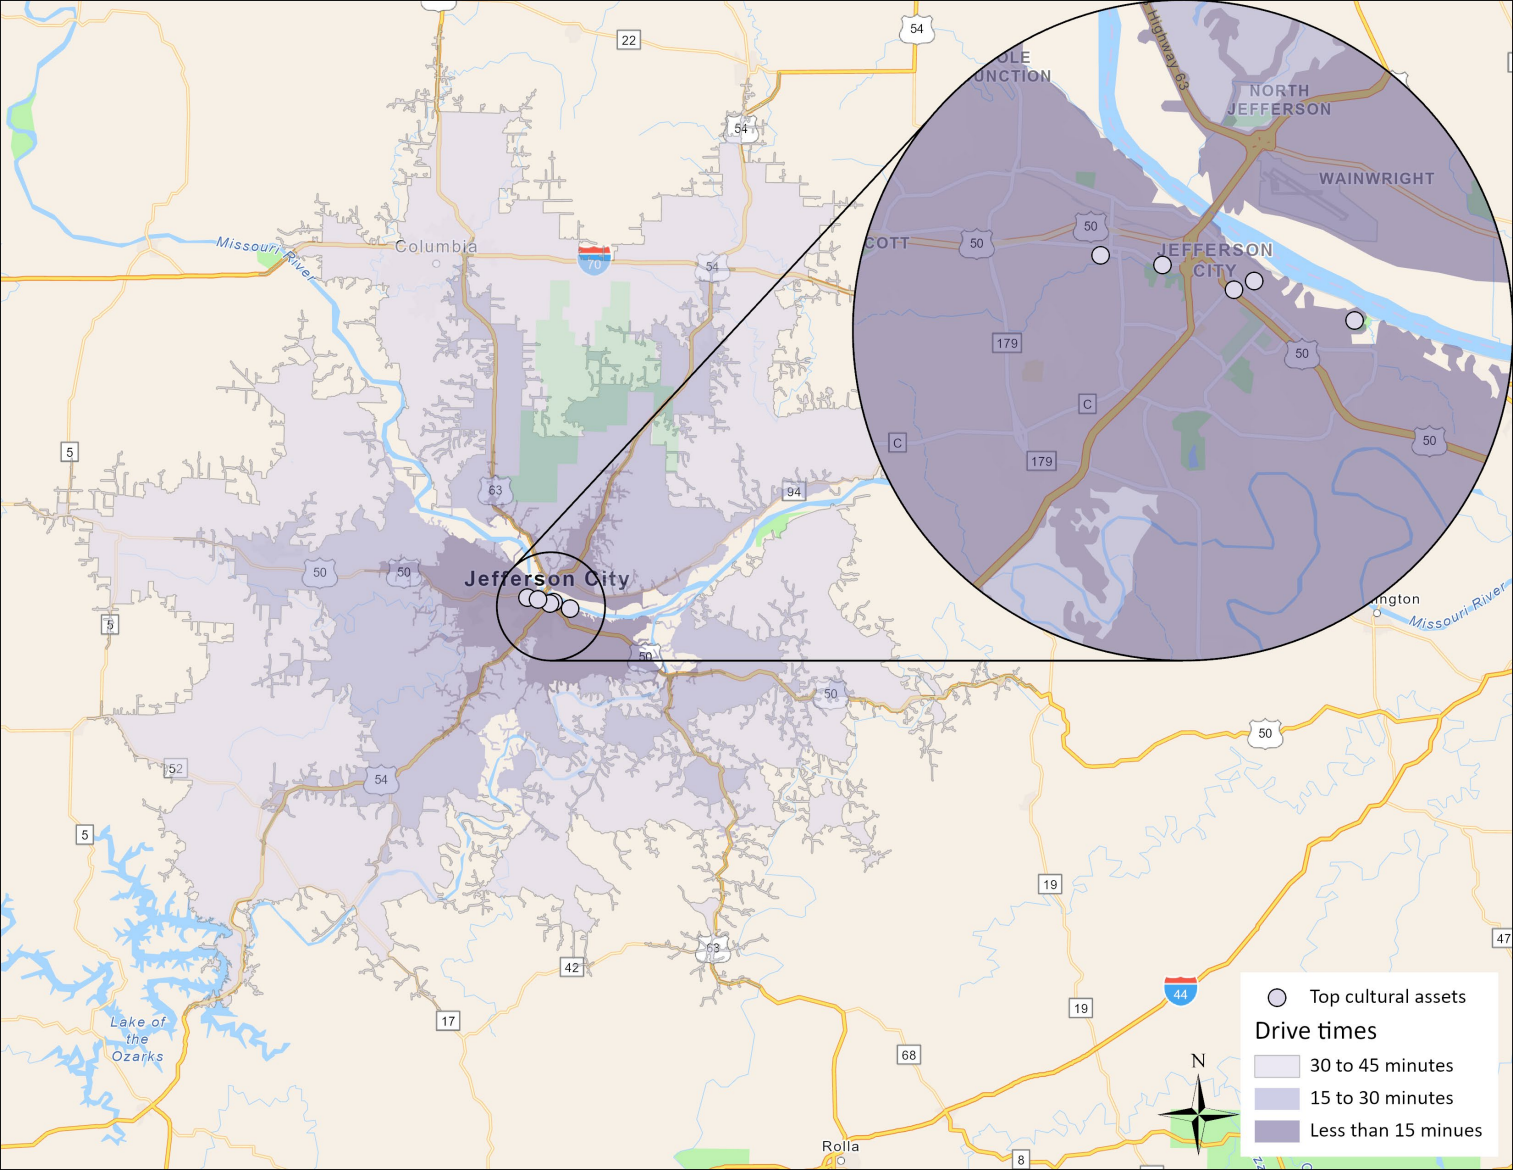 22
54
Highway 63
OLE
UNCTION
NORTH
JEFFERSON
54
WAINWRIGHT
Missouri River
Columbia
70
54
COTT
50
50
JEFFERSON
CITY
179
50
C
C
179
50
5
63
94
50
50
Jefferson City
ington
Missouri River
5
50
50
50
52
54
5
19
63
42
47
44
Top cultural assets
Drive times
30 to 45 minutes
15 to 30 minutes
Less than 15 minues
N
19
17
Lake of
the
Ozarks
68
Rolla
8